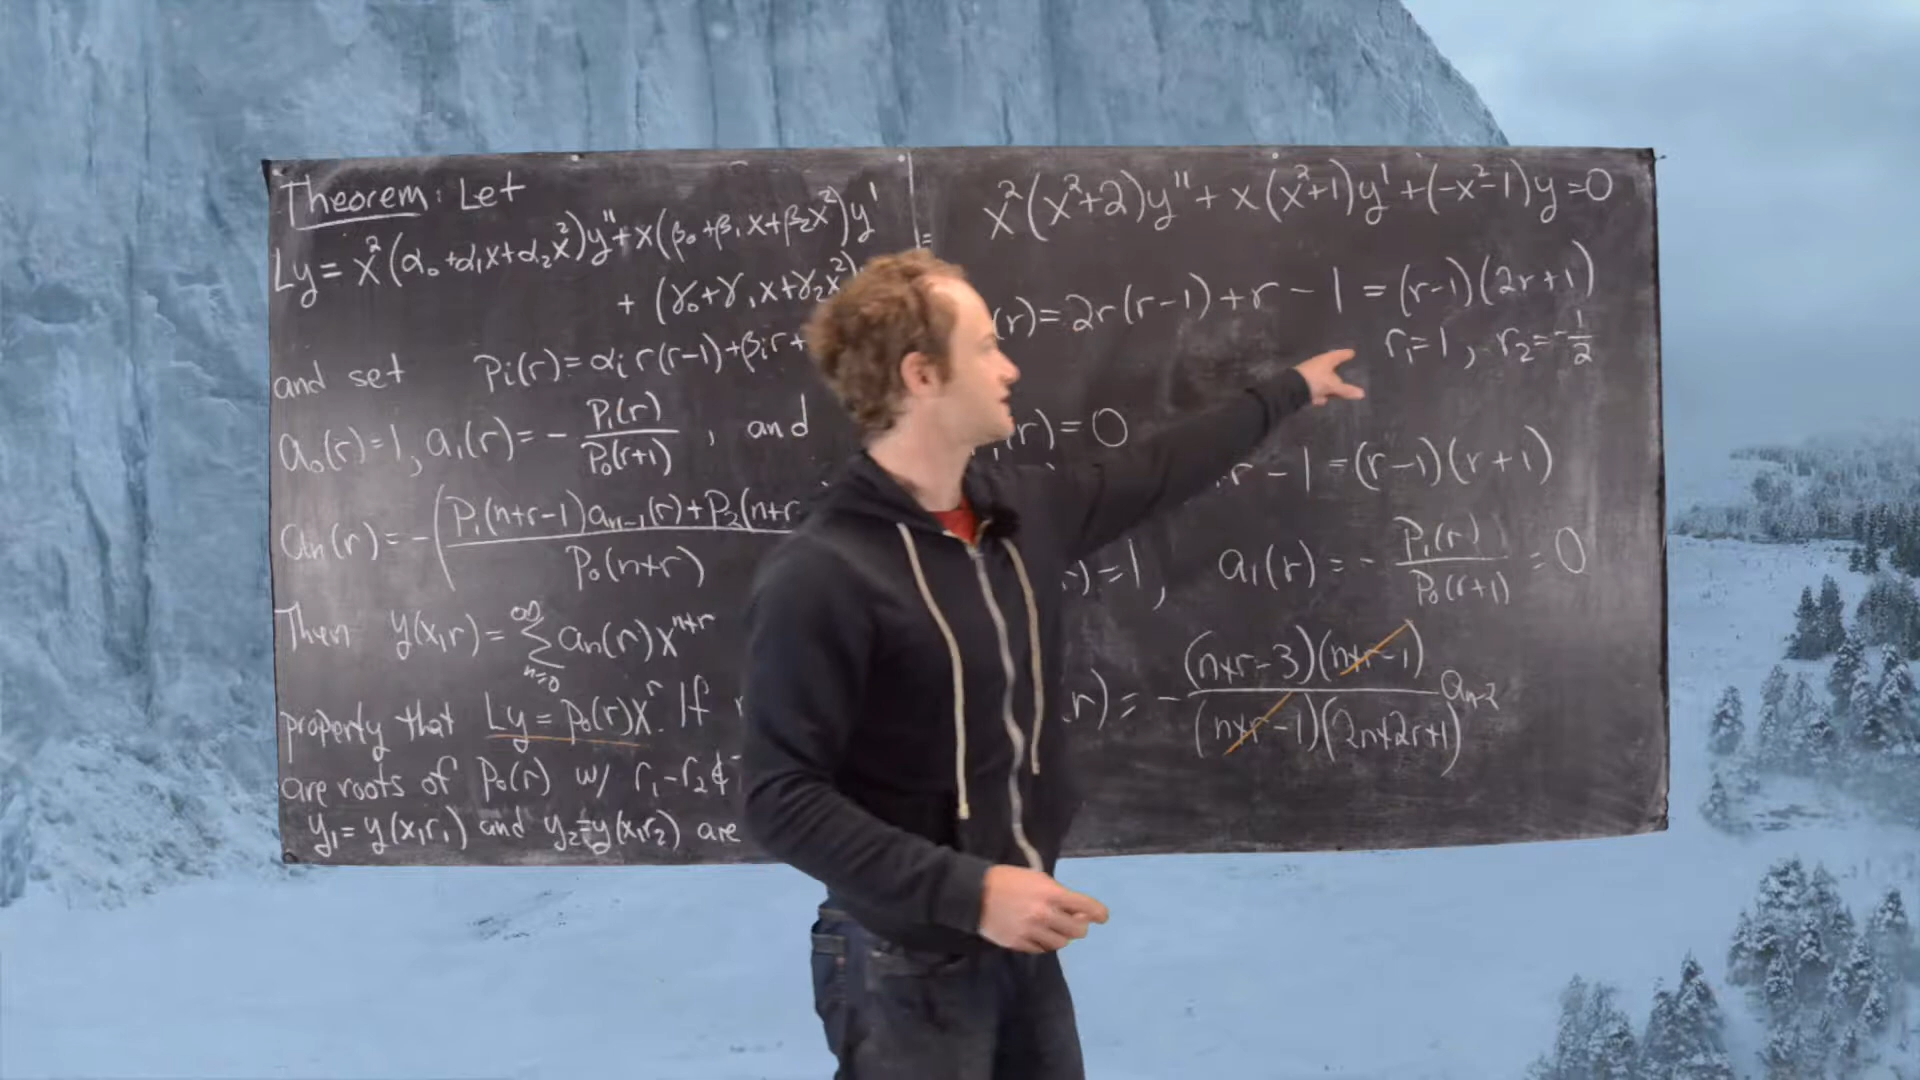 Theorem: Let
Ly = x²(α₀+α₁x+α₂x²)y''+x(β₀+β₁x+β₂x²)y'
+ (γ₀+γ₁x+γ₂x²)
and set Pi(r)=αi r(r-1)+βi r+
a₀(r)=1, a₁(r)= - P₁(r)/P₀(r+1) , and
an(r)=-(P₁(n+r-1)an-1(r)+P₂(n+r / P₀(n+r)
Then y(x,r)= ∑ n=0 ∞ an(r)x^n+r
property that Ly = p₀(r)x^r. If
are roots of P₀(r) w/ r₁-r₂∉
y₁=y(x,r₁) and y₂=y(x,r₂) are
x²(x²+2)y''+x(x²+1)y'+(-x²-1)y=0
(r)=2r(r-1)+r-1=(r-1)(2r+1)
r₁=1, r₂=-1/2
(r)=0
r-1=(r-1)(r+1)
)=1, a₁(r)= - P₁(r)/P₀(r+1) =0
r)= - (n+r-3)(n+r-1)/(n+r-1)(2n+2r+1) an-2